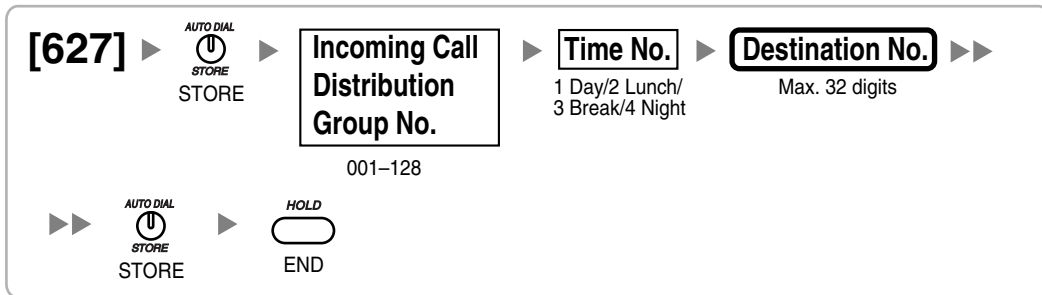 [627]
AUTO DIAL
STORE
STORE
Incoming Call
Distribution
Group No.
001–128
Time No.
1 Day/2 Lunch/
3 Break/4 Night
Destination No.
Max. 32 digits
AUTO DIAL
STORE
STORE
HOLD
END